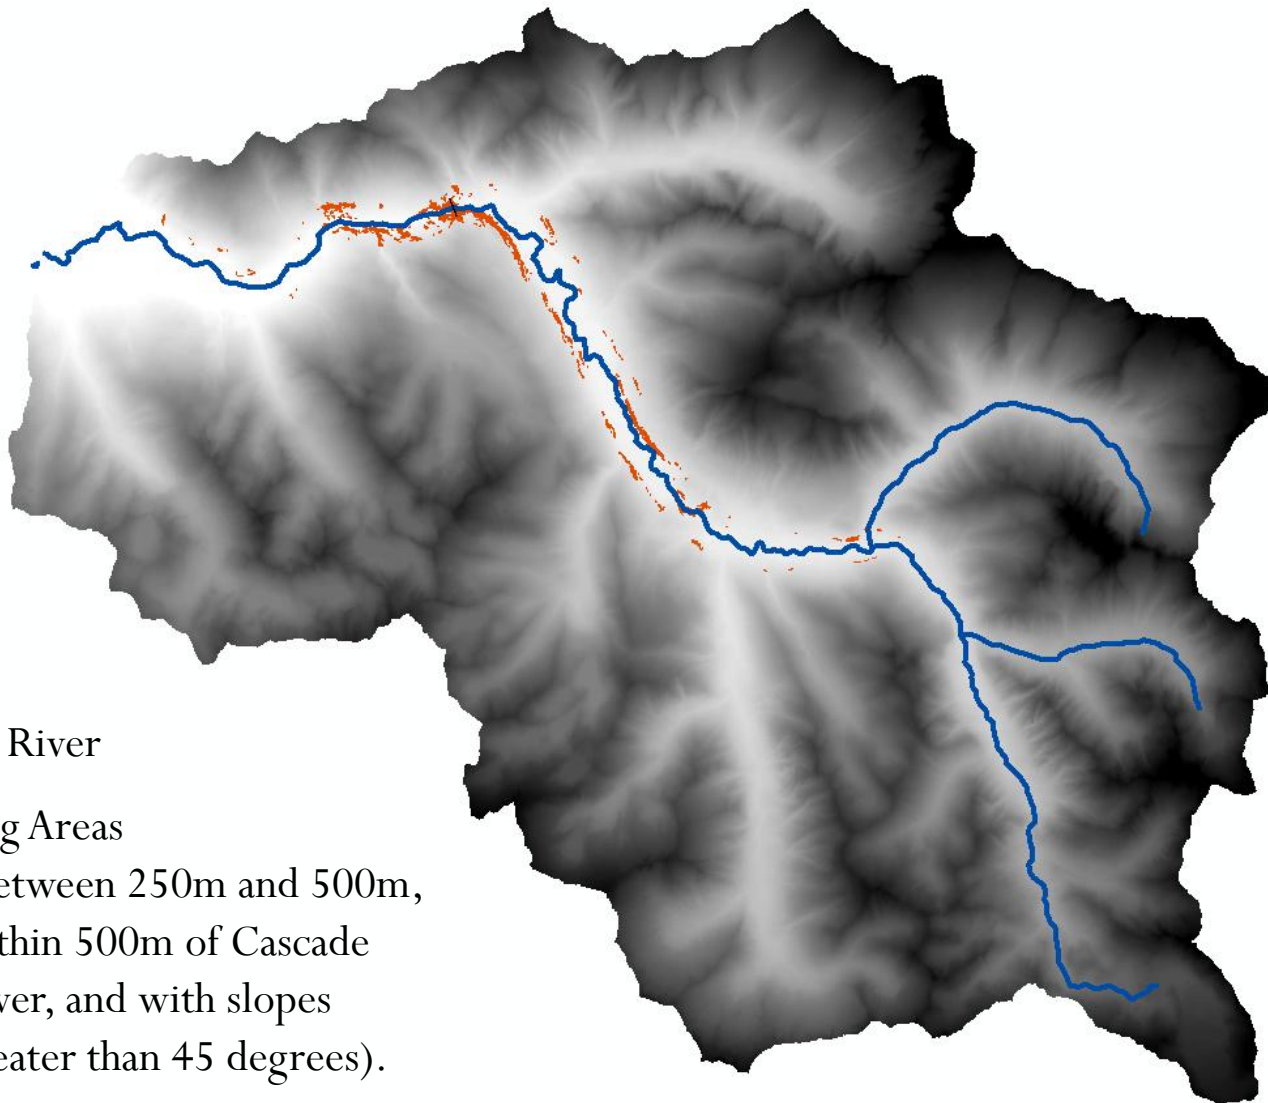 River
g Areas
etween 250m and 500m,
thin 500m of Cascade
ver, and with slopes
eater than 45 degrees).